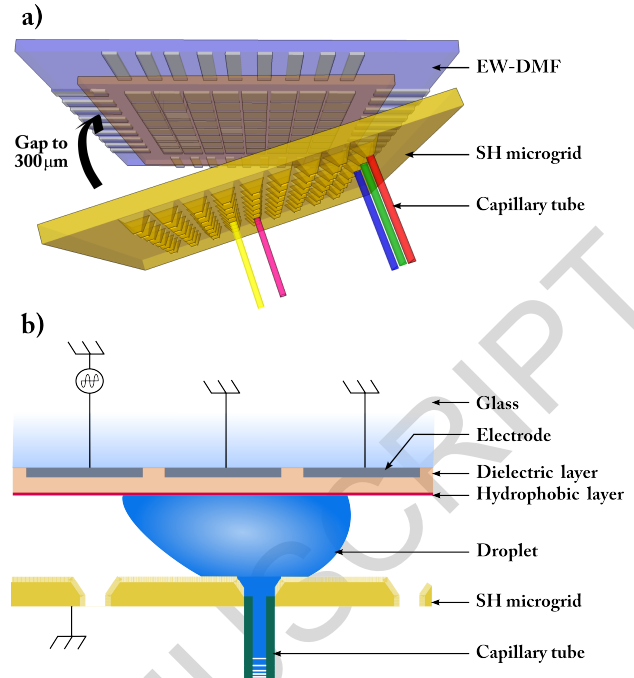 a)
EW-DMF
Gap to
300μm
SH microgrid
Capillary tube
b)
Glass
Electrode
Dielectric layer
Hydrophobic layer
Droplet
SH microgrid
Capillary tube